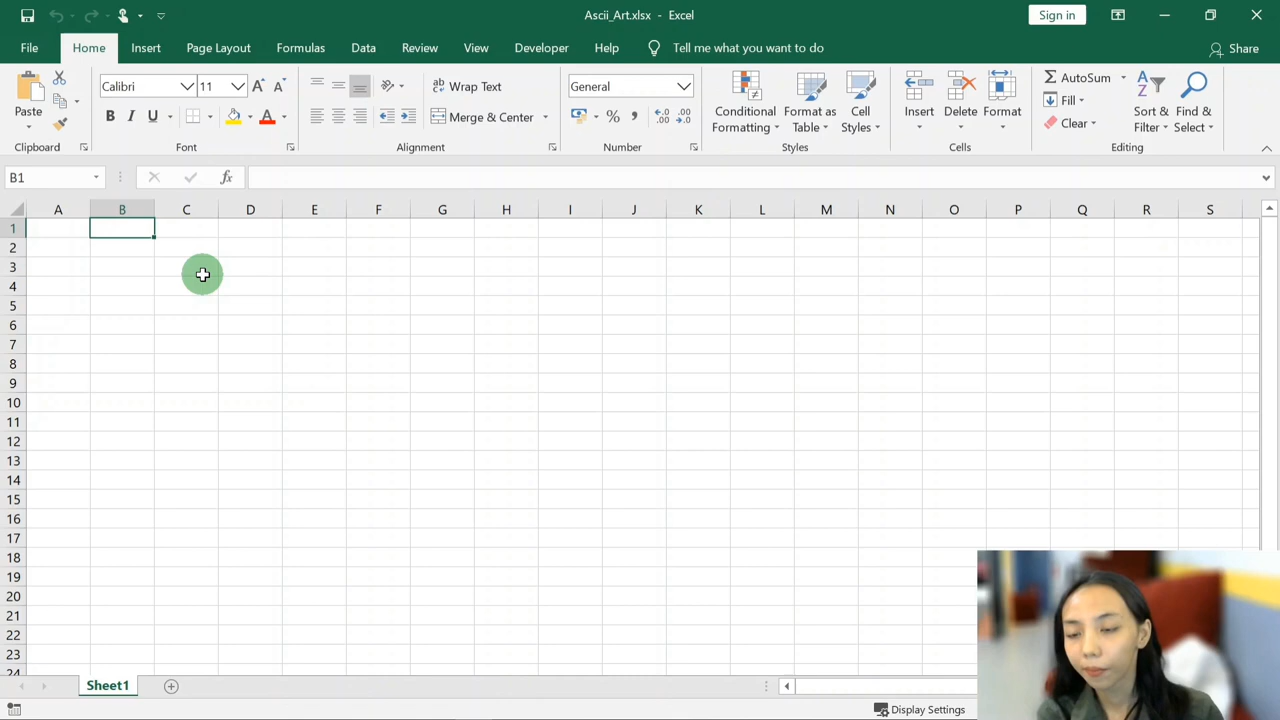 Ascii_Art.xlsx - Excel
Sign in
File Home Insert Page Layout Formulas Data Review View Developer Help Tell me what you want to do Share
Paste
Calibri 11
B I U A
ab Wrap Text
Merge & Center
General
% ,
Conditional Formatting
Format as Table
Cell Styles
Insert
Delete
Format
AutoSum
Fill
Clear
Sort & Filter
Find & Select
Clipboard Font Alignment Number Styles Cells Editing
B1 fx
A B C D E F G H I J K L M N O P Q R S
1
2
3
4
5
6
7
8
9
10
11
12
13
14
15
16
17
18
19
20
21
22
23
24
Sheet1
Display Settings